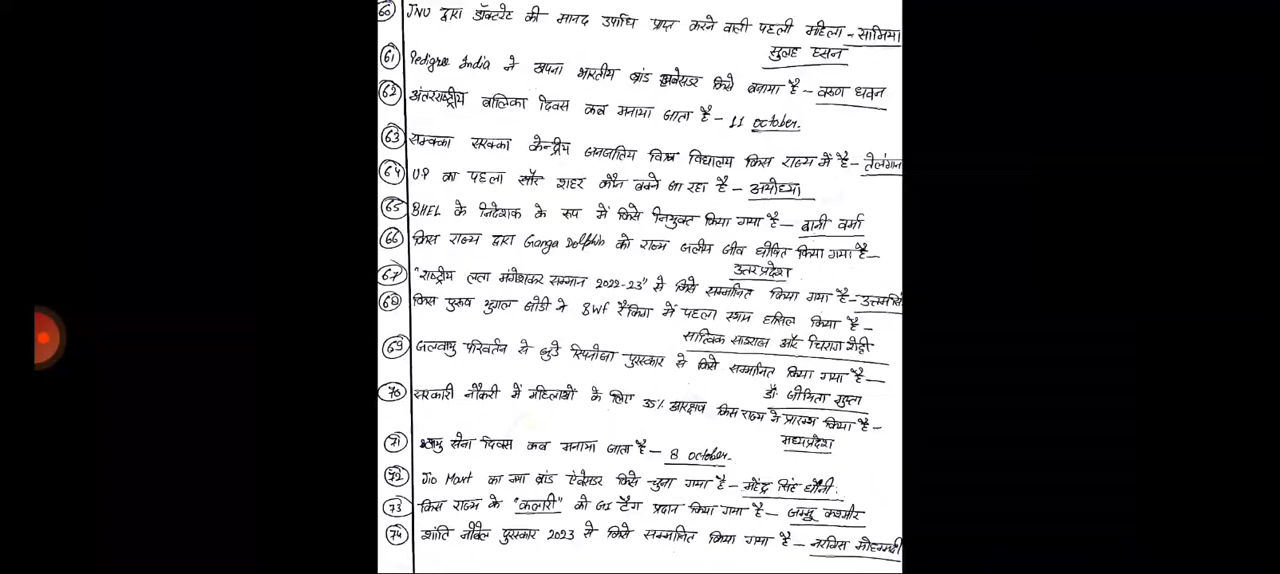 60 JNU द्वारा डॉक्टरेट की मानद उपाधि प्राप्त करने वाली पहली महिला - सामिया
सुलह हसन
61 Pedigree India ने अपना भारतीय ब्रांड अम्बेसडर किसे बनाया है - वरुण धवन
62 अंतरराष्ट्रीय बालिका दिवस कब मनाया जाता है - 11 October.
63 सम्क्का सरक्का केन्द्रीय जनजातिय विश्व विद्यालय किस राज्य में है - तेलंगान
64 UP का पहला सौर शहर कौन बनने जा रहा है - अयोध्या
65 BHEL के निदेशक के रूप में किसे नियुक्त किया गया है - बानी वर्मा
66 किस राज्य द्वारा Ganga Dolphin को राज्य जलीय जीव घोषित किया गया है -
उत्तरप्रदेश
67 "राष्ट्रीय लता मंगेशकर सम्मान 2022-23" से किसे सम्मानित किया गया है - उत्तमसिं
68 किस पुरुष युगल जोडी ने BWF रैंकिंग में पहला स्थान हासिल किया है -
सात्विक साइराज और चिराग शेट्टी
69 जलवायु परिवर्तन से जुड़े स्पिनोजा पुरस्कार से किसे सम्मानित किया गया है -
डॉ. जोयिता गुप्ता
70 सरकारी नौकरी में महिलाओं के लिए 35% आरक्षण किस राज्य ने प्रारम्भ किया है -
मध्यप्रदेश
71 वायु सेना दिवस कब मनाया जाता है - 8 October.
72 Jio Mart का नया ब्रांड ऐंबेसडर किसे चुना गया है - महेंद्र सिंह धौनी.
73 किस राज्य के "कलारी" को GI टैग प्रदान किया गया है - जम्मू कश्मीर
74 शांति नोबेल पुरस्कार 2023 से किसे सम्मानित किया गया है - नरगिस मोहम्मदी